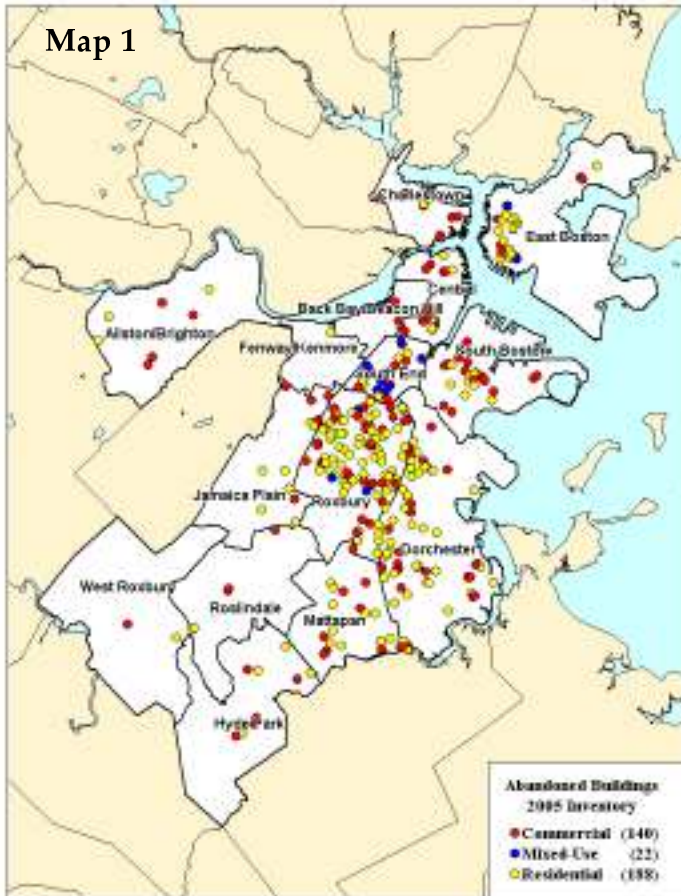 Map 1
Charlestown
East Boston
Central
Back Bay/Beacon Hill
Allston/Brighton
Fenway/Kenmore
South Boston
South End
Jamaica Plain
Roxbury
Dorchester
West Roxbury
Roslindale
Mattapan
Hyde Park
Abandoned Buildings
2005 Inventory
Commercial (140)
Mixed-Use (22)
Residential (188)